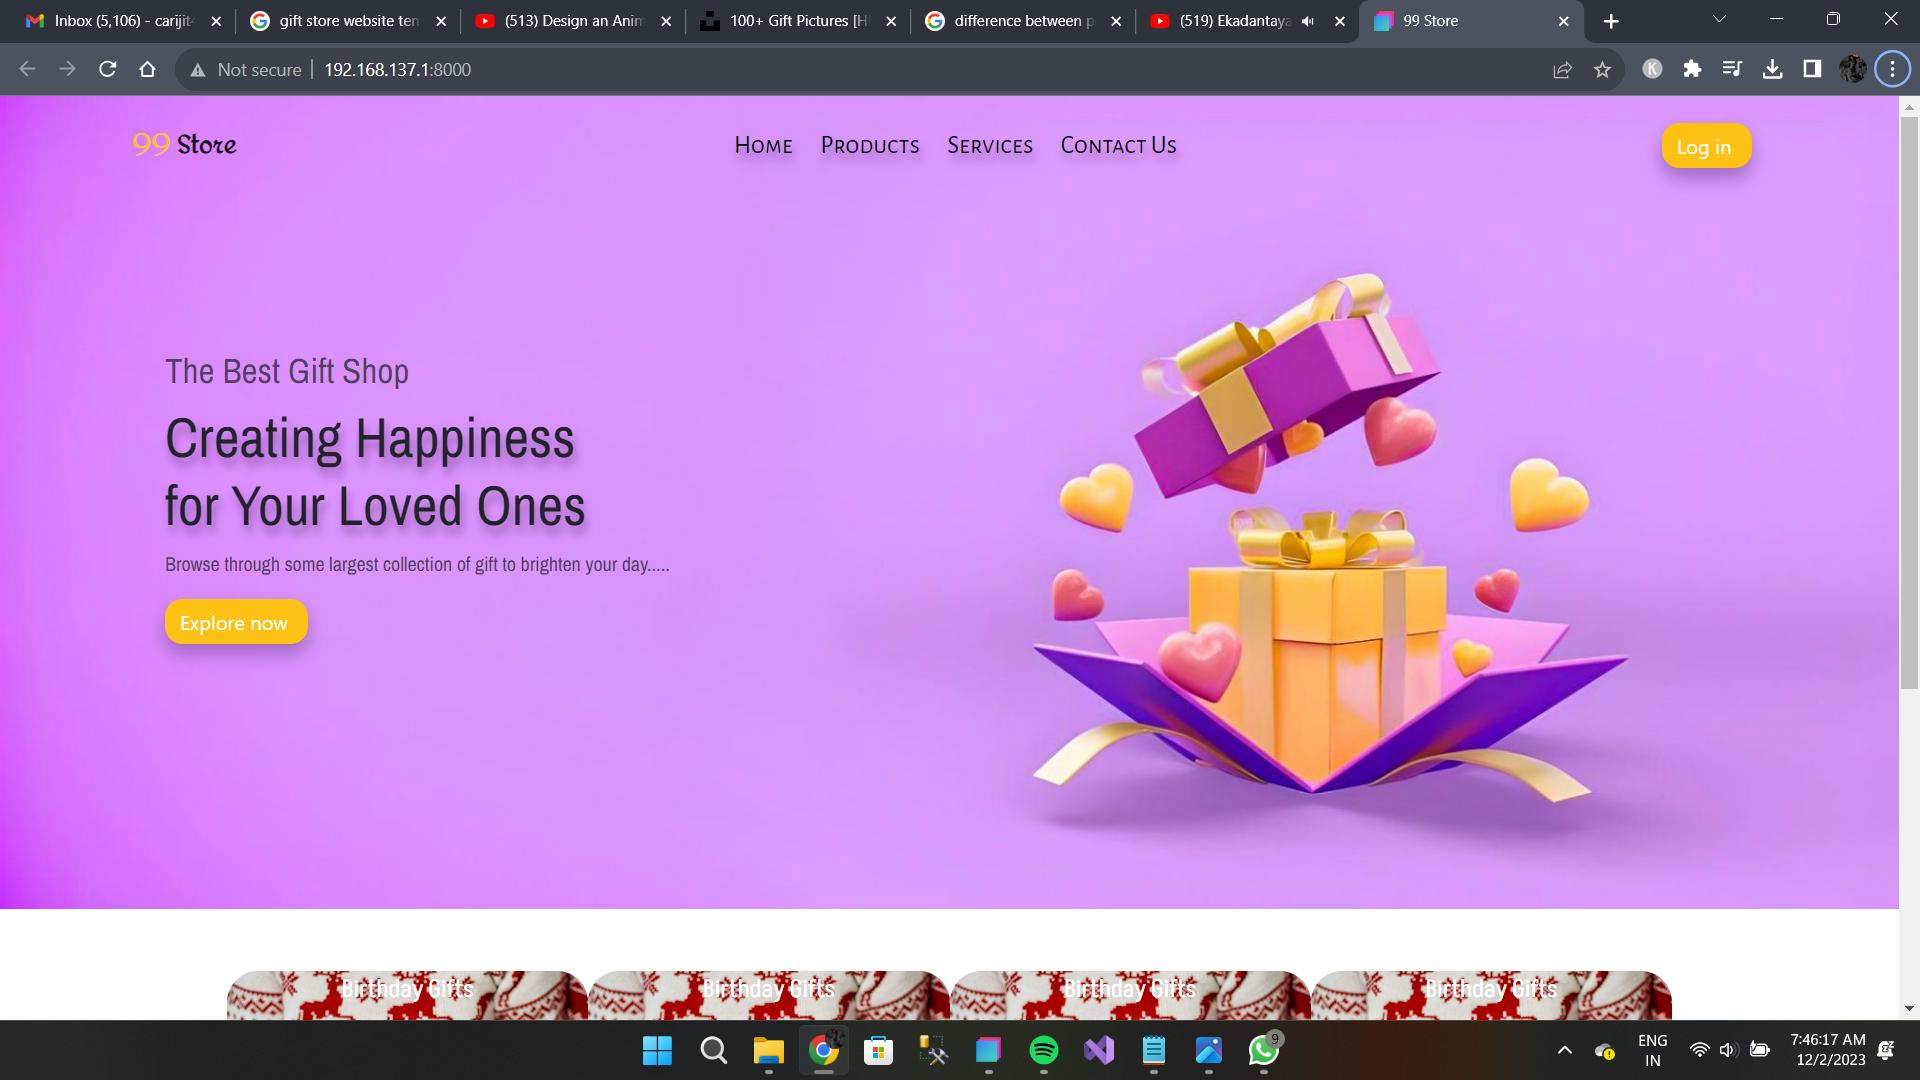 Inbox (5,106) - carijit
gift store website ten
(513) Design an Anim
100+ Gift Pictures [H
difference between p
(519) Ekadantaya
99 Store
Not secure
192.168.137.1:8000
K
99 Store
Home
Products
Services
Contact Us
Log in
The Best Gift Shop
Creating Happiness
for Your Loved Ones
Browse through some largest collection of gift to brighten your day.....
Explore now
Birthday Gifts
Birthday Gifts
Birthday Gifts
Birthday Gifts
9
ENG
IN
7:46:17 AM
12/2/2023